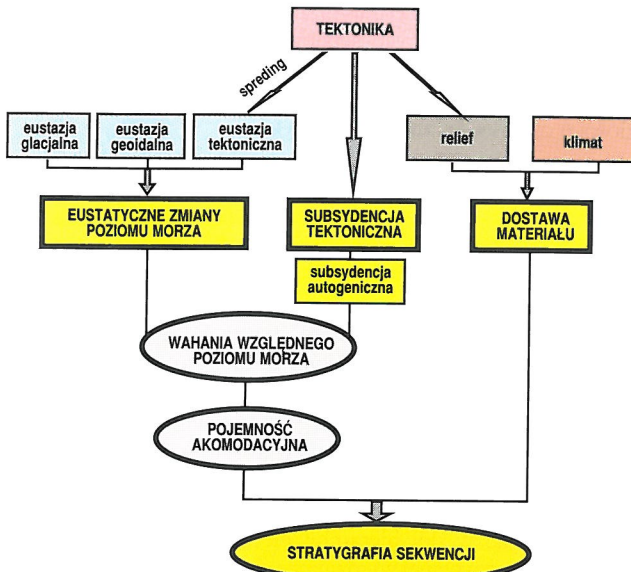 TEKTONIKA
spreding
eustazja
glacjalna
eustazja
geoidalna
eustazja
tektoniczna
relief
klimat
EUSTATYCZNE ZMIANY
POZIOMU MORZA
SUBSYDENCJA
TEKTONICZNA
DOSTAWA
MATERIAŁU
subsydencja
autogeniczna
WAHANIA WZGLĘDNEGO
POZIOMU MORZA
POJEMNOŚĆ
AKOMODACYJNA
STRATYGRAFIA SEKWENCJI